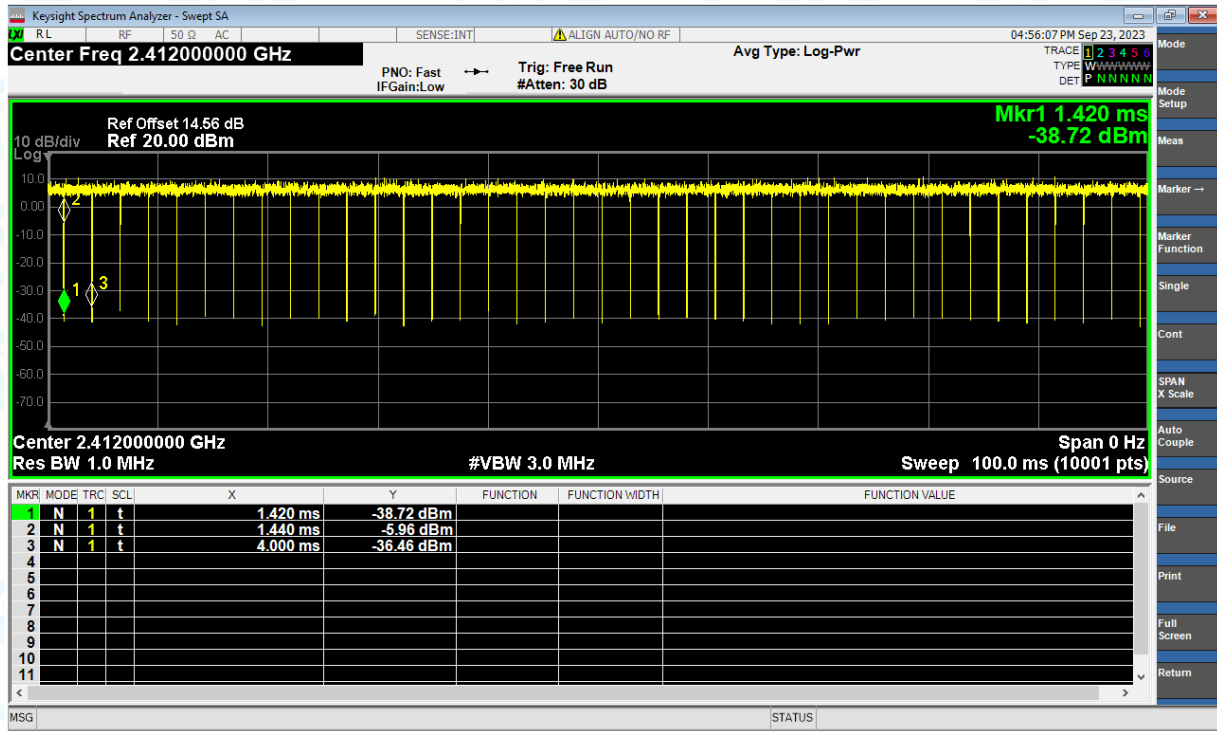 Keysight Spectrum Analyzer - Swept SA
LXI RL RF 50 Ω AC SENSE:INT ALIGN AUTO/NO RF 04:56:07 PM Sep 23, 2023
Center Freq 2.412000000 GHz
Avg Type: Log-Pwr
TRACE 1 2 3 4 5 6
TYPE WWWWWW
DET P N N N N N
PNO: Fast
IFGain:Low
Trig: Free Run
#Atten: 30 dB
Mkr1 1.420 ms
-38.72 dBm
Ref Offset 14.56 dB
10 dB/div Ref 20.00 dBm
Log
10.0
0.00
-10.0
-20.0
-30.0
-40.0
-50.0
-60.0
-70.0
2
1
3
Center 2.412000000 GHz Span 0 Hz
Res BW 1.0 MHz #VBW 3.0 MHz Sweep 100.0 ms (10001 pts)
MKR MODE TRC SCL X Y FUNCTION FUNCTION WIDTH FUNCTION VALUE
1 N 1 t 1.420 ms -38.72 dBm
2 N 1 t 1.440 ms -5.96 dBm
3 N 1 t 4.000 ms -36.46 dBm
4
5
6
7
8
9
10
11
MSG STATUS
Mode
Mode
Setup
Meas
Marker →
Marker
Function
Single
Cont
SPAN
X Scale
Auto
Couple
Source
File
Print
Full
Screen
Return